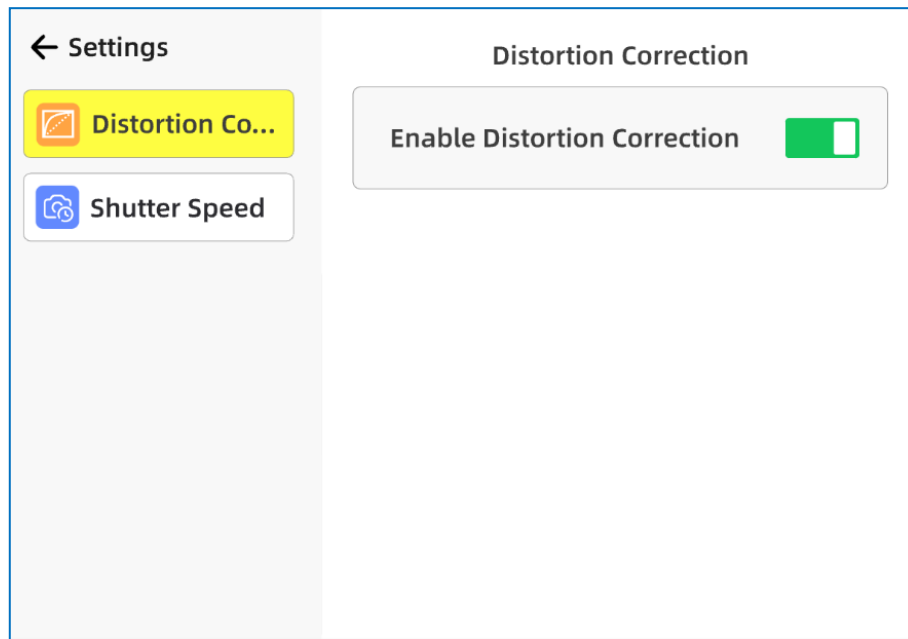 Settings
Distortion Co...
Shutter Speed
Distortion Correction
Enable Distortion Correction